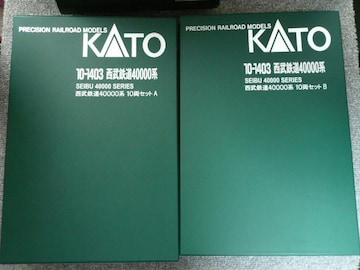 PRECISION RAILROAD MODELS
KATO
10-1403 西武鉄道40000系
SEIBU 40000 SERIES
西武鉄道40000系 10両セット A
PRECISION RAILROAD MODELS
KATO
10-1403 西武鉄道40000系
SEIBU 40000 SERIES
西武鉄道40000系 10両セット B